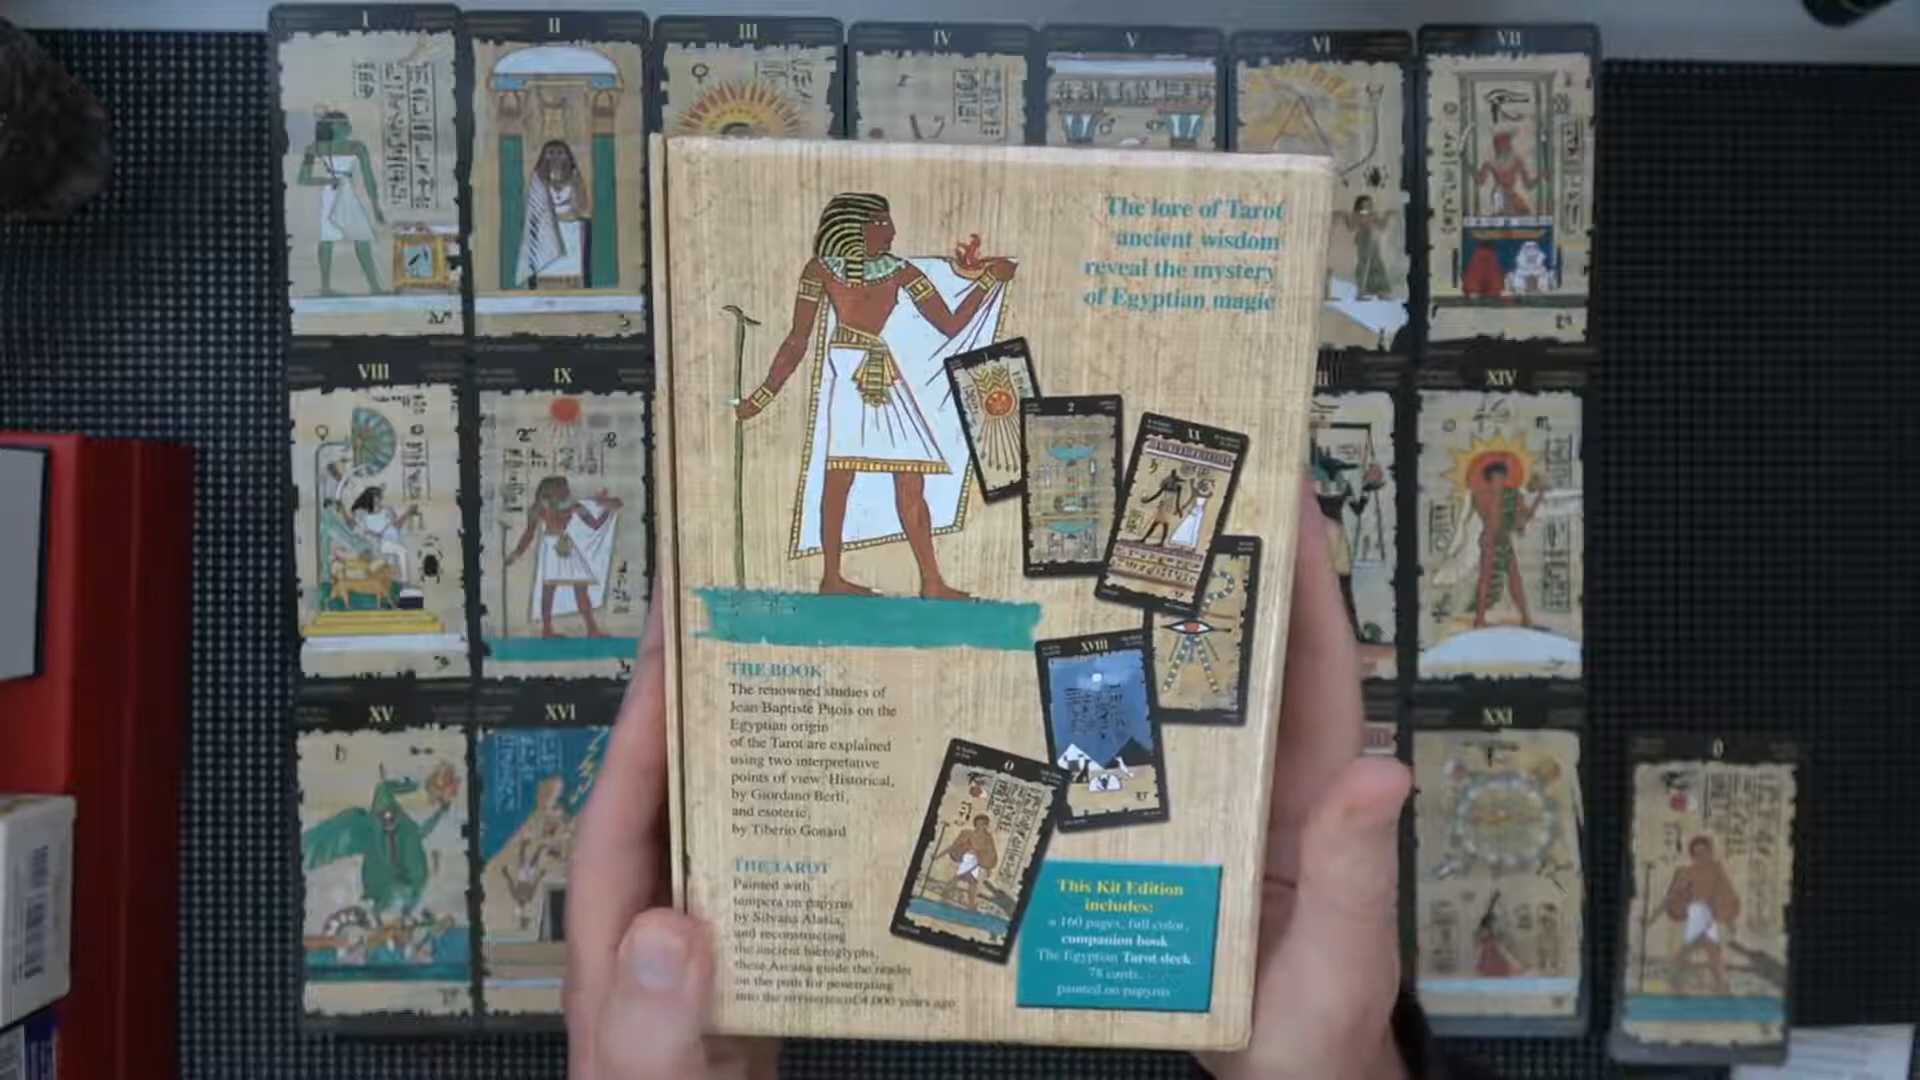 I
II
III
IV
V
VI
VII
The lore of Tarot
ancient wisdom
reveal the mystery
of Egyptian magic
VIII
IX
XIV
2
XX
XVIII
THE BOOK
The renowned studies of
Jean Baptiste Pitois on the
Egyptian origin
of the Tarot are explained
using two interpretative
points of view: Historical,
by Giordano Berti,
and esoteric,
by Tiberio Gonard
XV
XVI
XXI
0
0
THE TAROT
Painted with
tempera on papyrus
by Silvana Alasia,
and reconstructing
the ancient hieroglyphs,
these Arcana guide the reader
on the path for penetrating
into the mysteries of 4,000 years ago
This Kit Edition
includes:
a 160 pages, full color,
companion book
The Egyptian Tarot deck
78 cards,
painted on papyrus